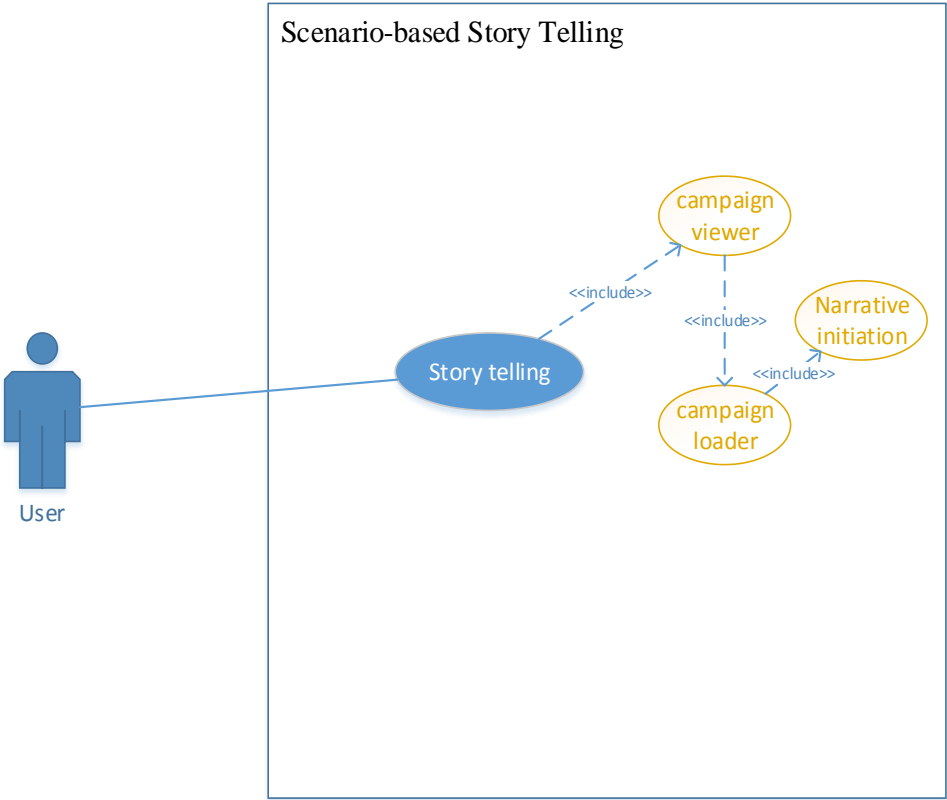 Scenario-based Story Telling
campaign
viewer
<<include>>
Narrative
initiation
<<include>>
Story telling
<<include>>
campaign
loader
User